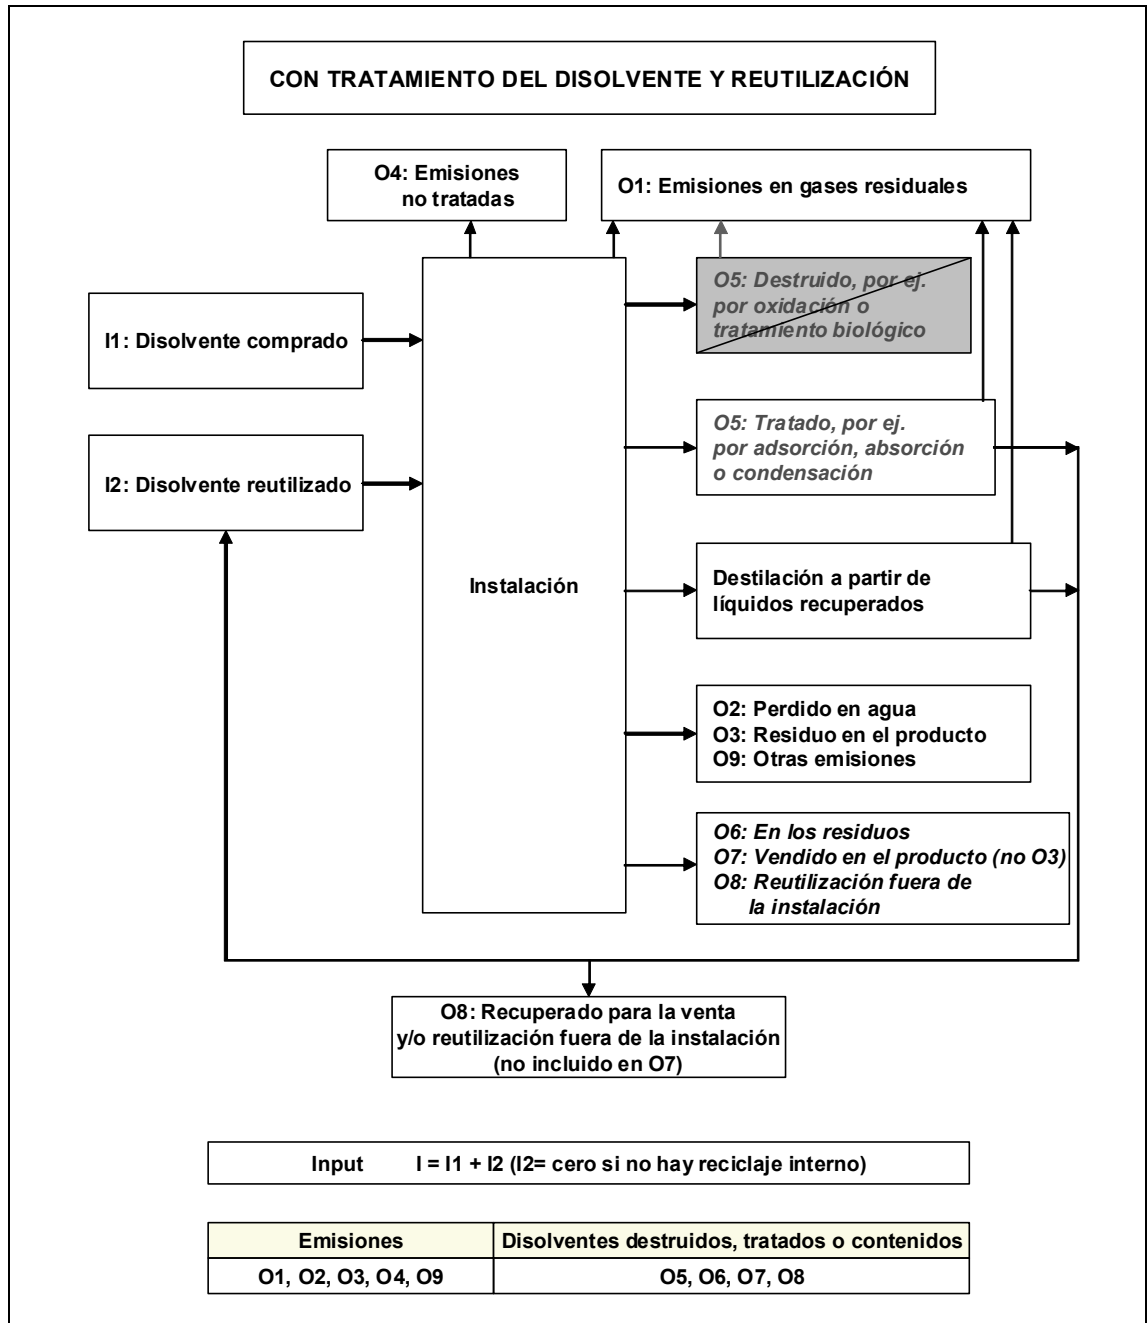 CON TRATAMIENTO DEL DISOLVENTE Y REUTILIZACIÓN
O4: Emisiones
no tratadas
O1: Emisiones en gases residuales
I1: Disolvente comprado
I2: Disolvente reutilizado
Instalación
O5: Destruido, por ej.
por oxidación o
tratamiento biológico
O5: Tratado, por ej.
por adsorción, absorción
o condensación
Destilación a partir de
líquidos recuperados
O2: Perdido en agua
O3: Residuo en el producto
O9: Otras emisiones
O6: En los residuos
O7: Vendido en el producto (no O3)
O8: Reutilización fuera de
la instalación
O8: Recuperado para la venta
y/o reutilización fuera de la instalación
(no incluido en O7)
Input I = I1 + I2 (I2= cero si no hay reciclaje interno)
Emisiones Disolventes destruidos, tratados o contenidos
O1, O2, O3, O4, O9 O5, O6, O7, O8